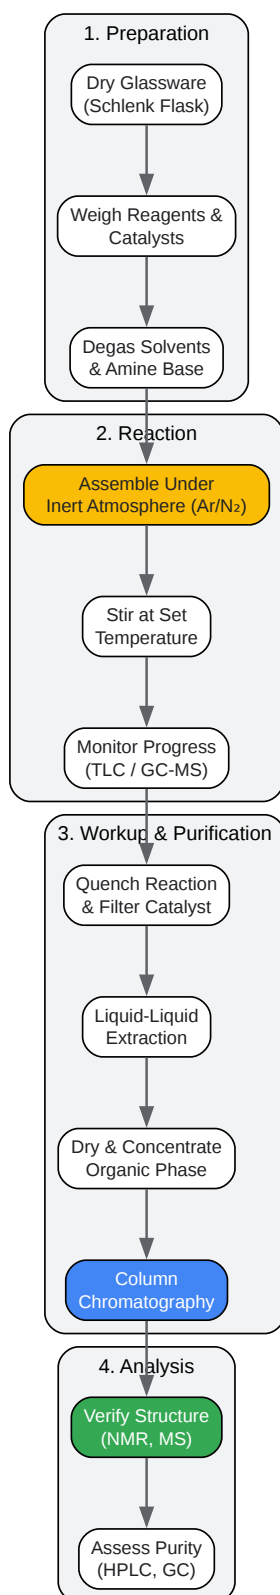 1. Preparation
Dry Glassware
(Schlenk Flask)
Weigh Reagents &
Catalysts
Degas Solvents
& Amine Base
2. Reaction
Assemble Under
Inert Atmosphere (Ar/N₂)
Stir at Set
Temperature
Monitor Progress
(TLC / GC-MS)
3. Workup & Purification
Quench Reaction
& Filter Catalyst
Liquid-Liquid
Extraction
Dry & Concentrate
Organic Phase
Column
Chromatography
4. Analysis
Verify Structure
(NMR, MS)
Assess Purity
(HPLC, GC)